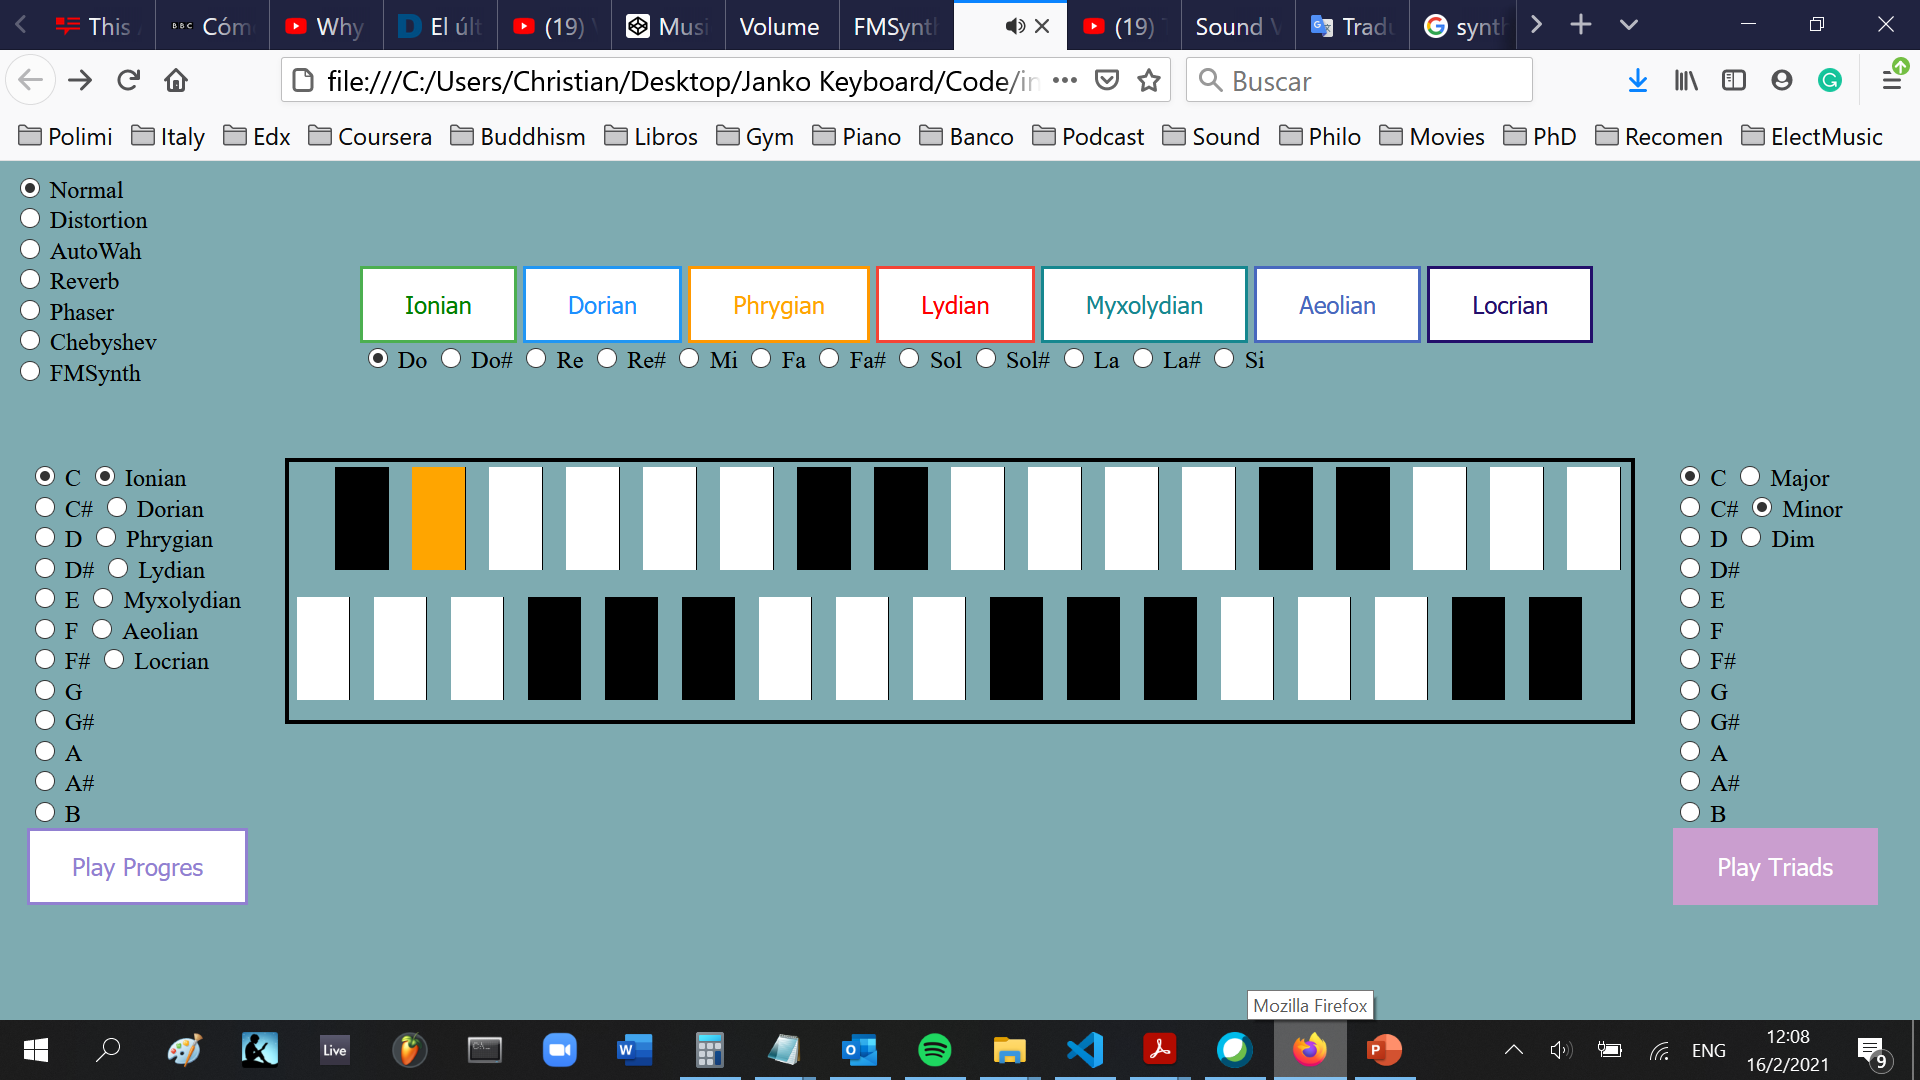 This
BBC Cóm
Why
D El últ
(19)
Musi
Volume
FMSynt
(19)
Sound V
Tradu
synth
file:///C:/Users/Christian/Desktop/Janko Keyboard/Code/in
Buscar
Polimi Italy Edx Coursera Buddhism Libros Gym Piano Banco Podcast Sound Philo Movies PhD Recomen ElectMusic
Normal
Distortion
AutoWah
Reverb
Phaser
Chebyshev
FMSynth
Ionian Dorian Phrygian Lydian Myxolydian Aeolian Locrian
Do Do# Re Re# Mi Fa Fa# Sol Sol# La La# Si
C Ionian
C# Dorian
D Phrygian
D# Lydian
E Myxolydian
F Aeolian
F# Locrian
G
G#
A
A#
B
Play Progres
C Major
C# Minor
D Dim
D#
E
F
F#
G
G#
A
A#
B
Play Triads
Mozilla Firefox
Live
ENG
12:08
16/2/2021
9